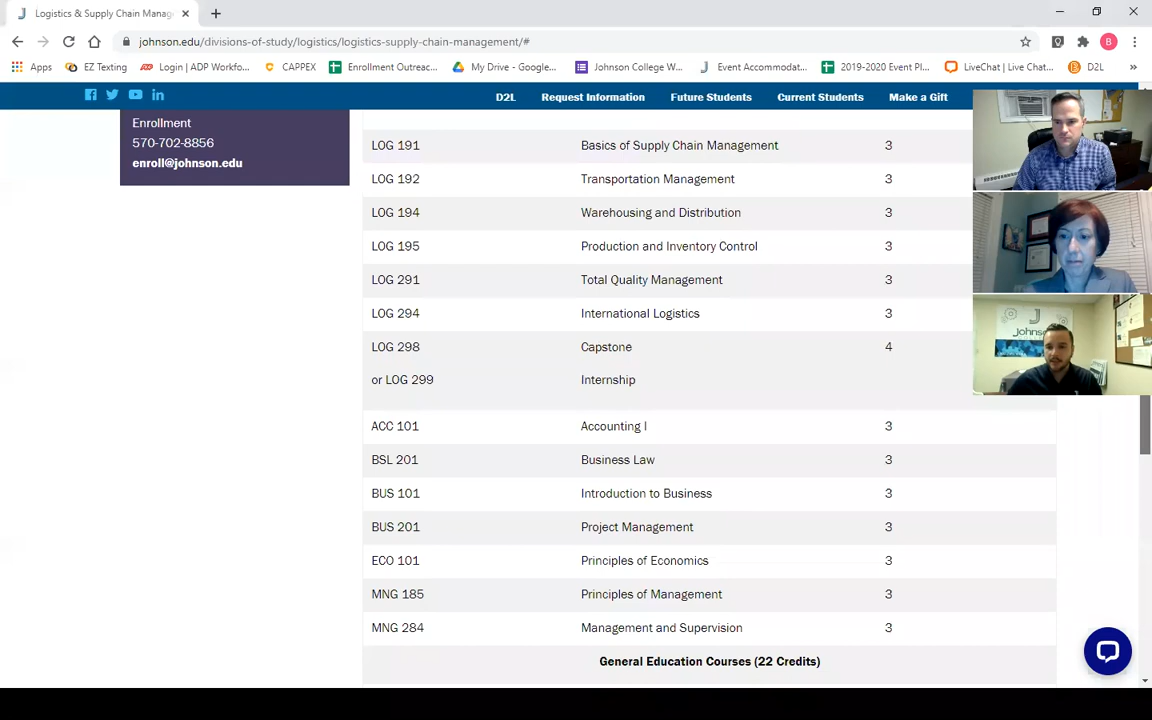 Logistics & Supply Chain Manag
johnson.edu/divisions-of-study/logistics/logistics-supply-chain-management/#
B
Apps EZ Texting Login | ADP Workfo... CAPPEX Enrollment Outreac... My Drive - Google... Johnson College W... Event Accommodat... 2019-2020 Event Pl... LiveChat | Live Chat... D2L »
D2L Request Information Future Students Current Students Make a Gift
Enrollment
570-702-8856
enroll@johnson.edu
LOG 191 Basics of Supply Chain Management 3
LOG 192 Transportation Management 3
LOG 194 Warehousing and Distribution 3
LOG 195 Production and Inventory Control 3
LOG 291 Total Quality Management 3
LOG 294 International Logistics 3
LOG 298 Capstone 4
or LOG 299 Internship
ACC 101 Accounting I 3
BSL 201 Business Law 3
BUS 101 Introduction to Business 3
BUS 201 Project Management 3
ECO 101 Principles of Economics 3
MNG 185 Principles of Management 3
MNG 284 Management and Supervision 3
General Education Courses (22 Credits)